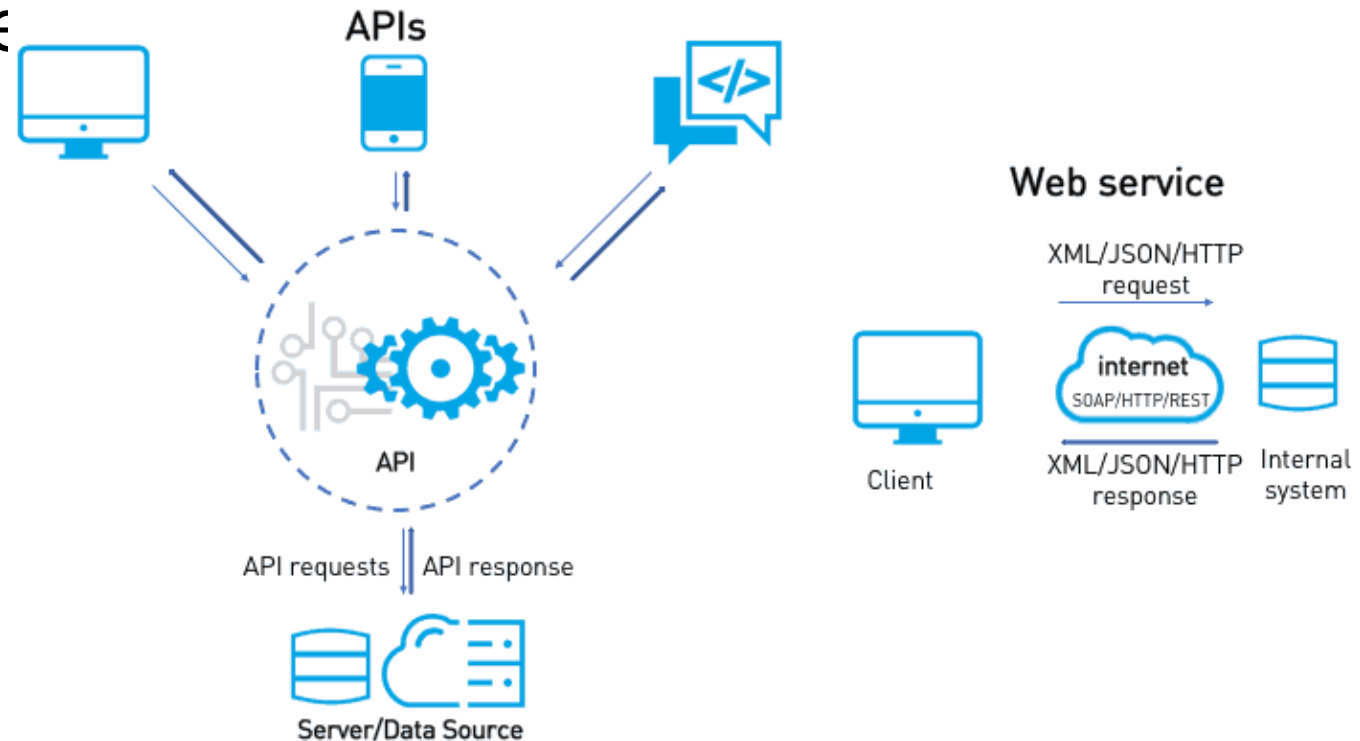 APIs
</>
API
API requests
API response
Server/Data Source
Web service
XML/JSON/HTTP
request
internet
SOAP/HTTP/REST
Client
XML/JSON/HTTP
response
Internal
system